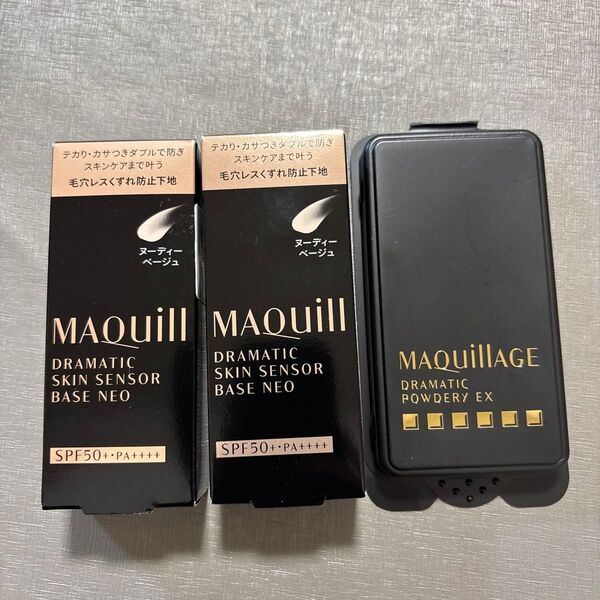 テカリ・カサつきダブルで防ぎ
スキンケアまで叶う
毛穴レスくずれ防止下地
ヌーディー
ベージュ
MAQuill
DRAMATIC
SKIN SENSOR
BASE NEO
SPF50+・PA++++
テカリ・カサつきダブルで防ぎ
スキンケアまで叶う
毛穴レスくずれ防止下地
ヌーディー
ベージュ
MAQuill
DRAMATIC
SKIN SENSOR
BASE NEO
SPF50+・PA++++
MAQuillAGE
DRAMATIC
POWDERY EX